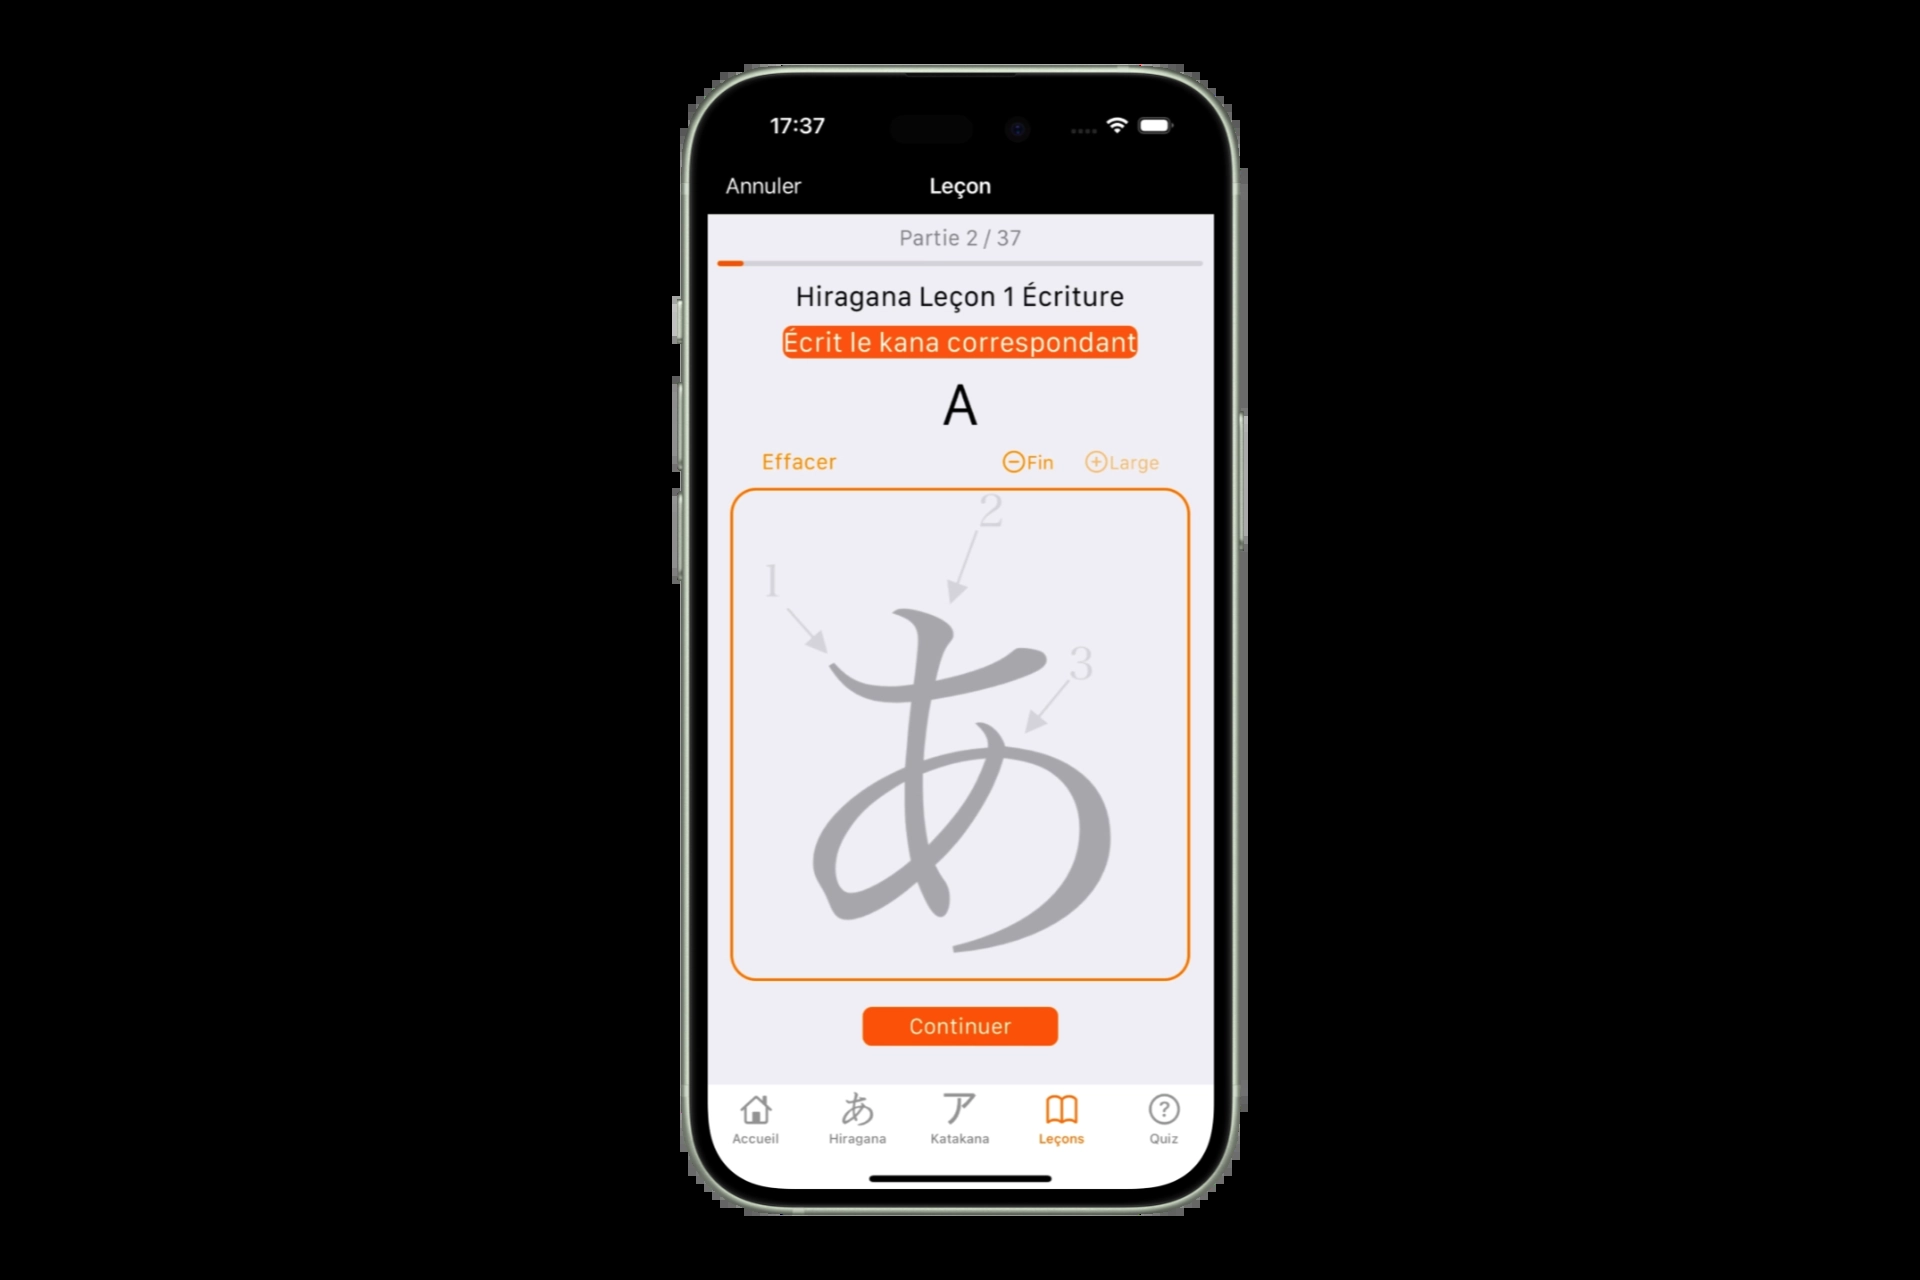 17:37
Annuler Leçon
Partie 2 / 37
Hiragana Leçon 1 Écriture
Écrit le kana correspondant
A
Effacer Fin Large
2
1
3
あ
Continuer
あ ア ?
Accueil Hiragana Katakana Leçons Quiz